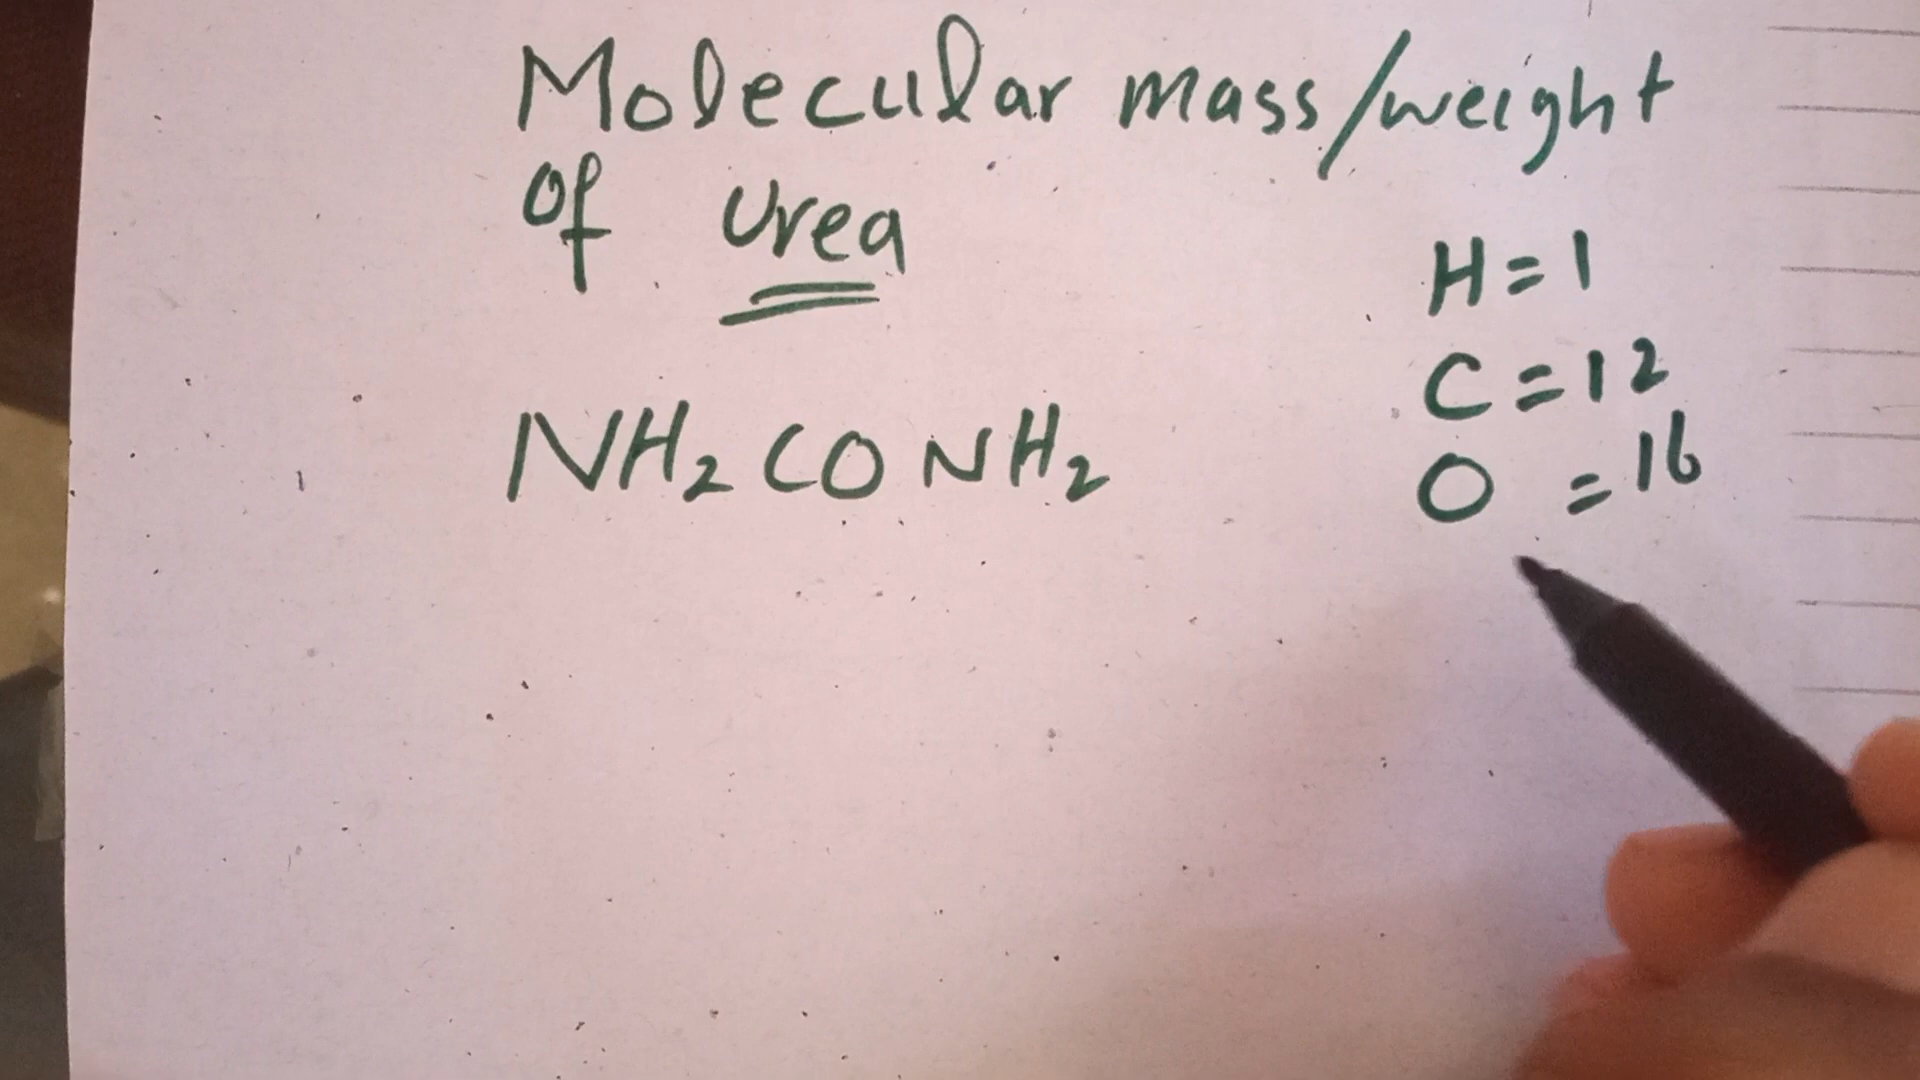 Molecular mass/weight
of Urea
H=1
C=12
NH₂CONH₂
O=16